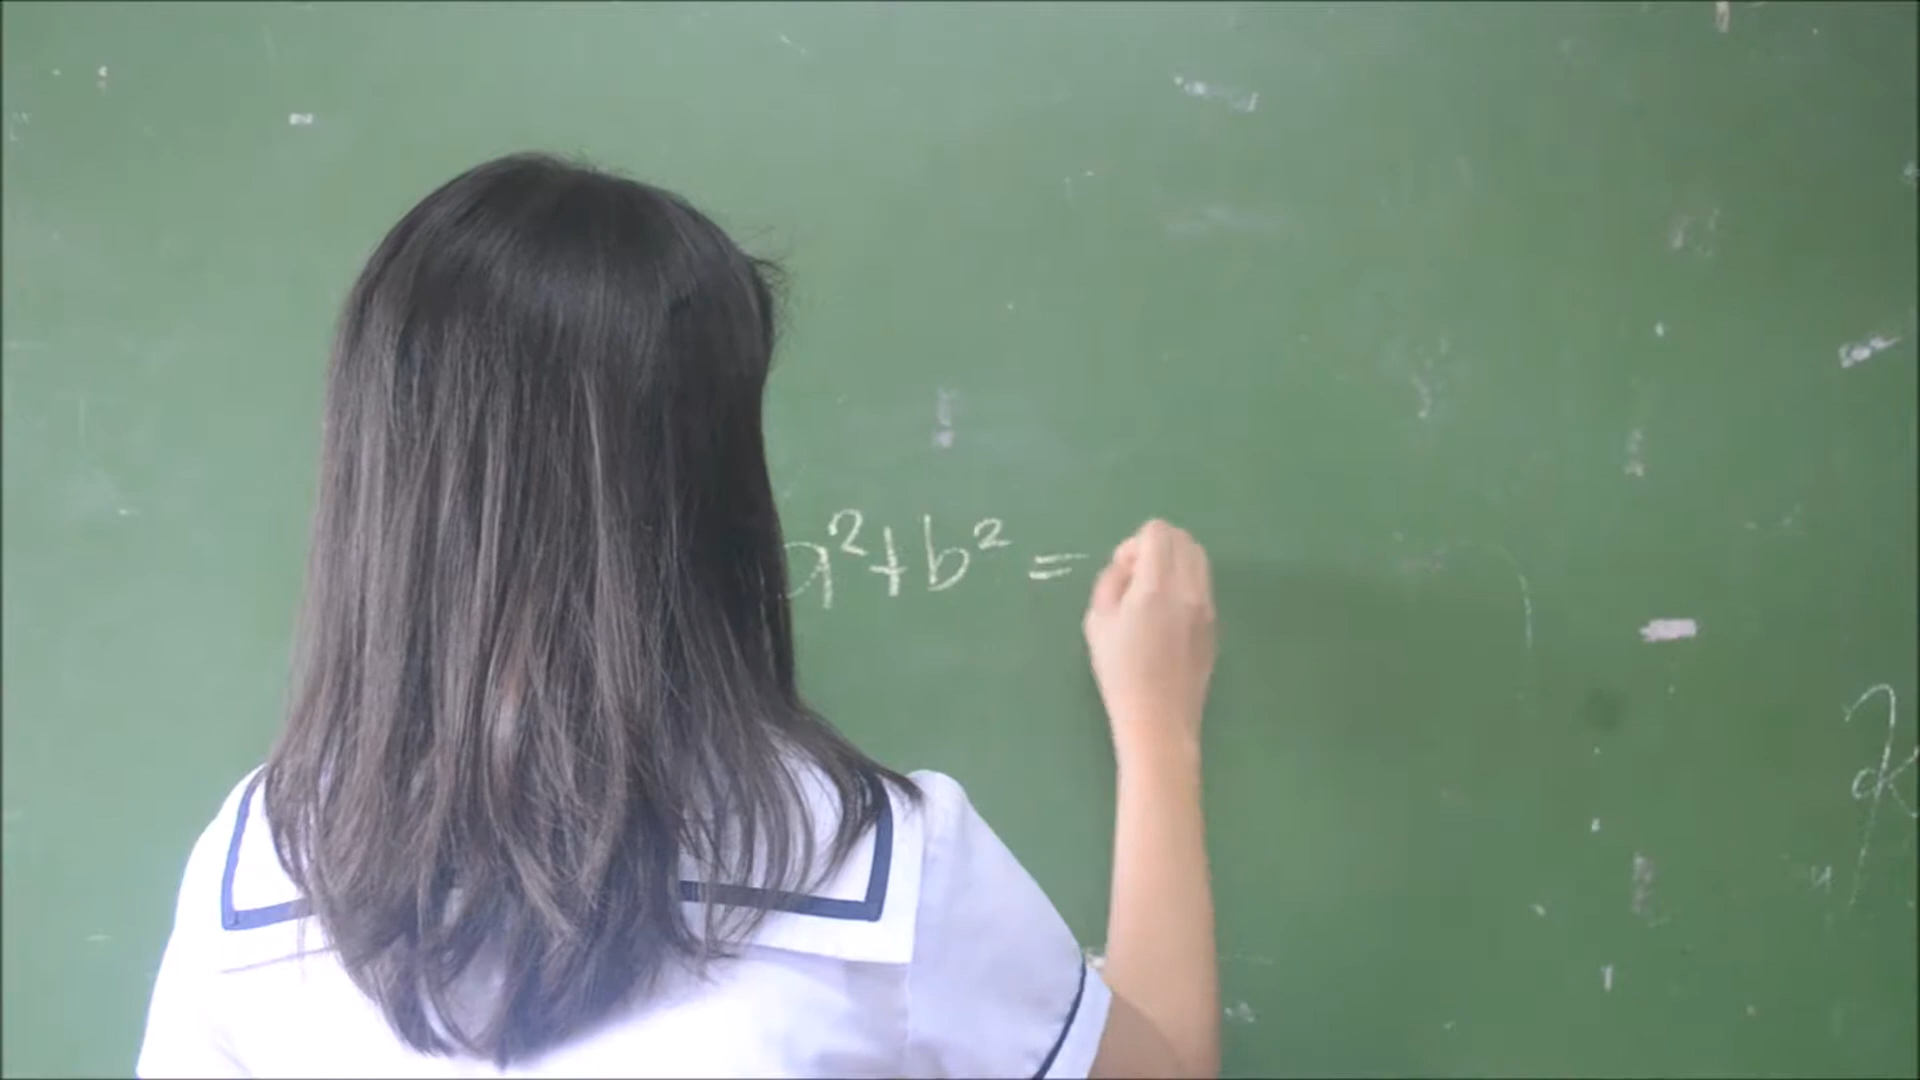 a²+b² =